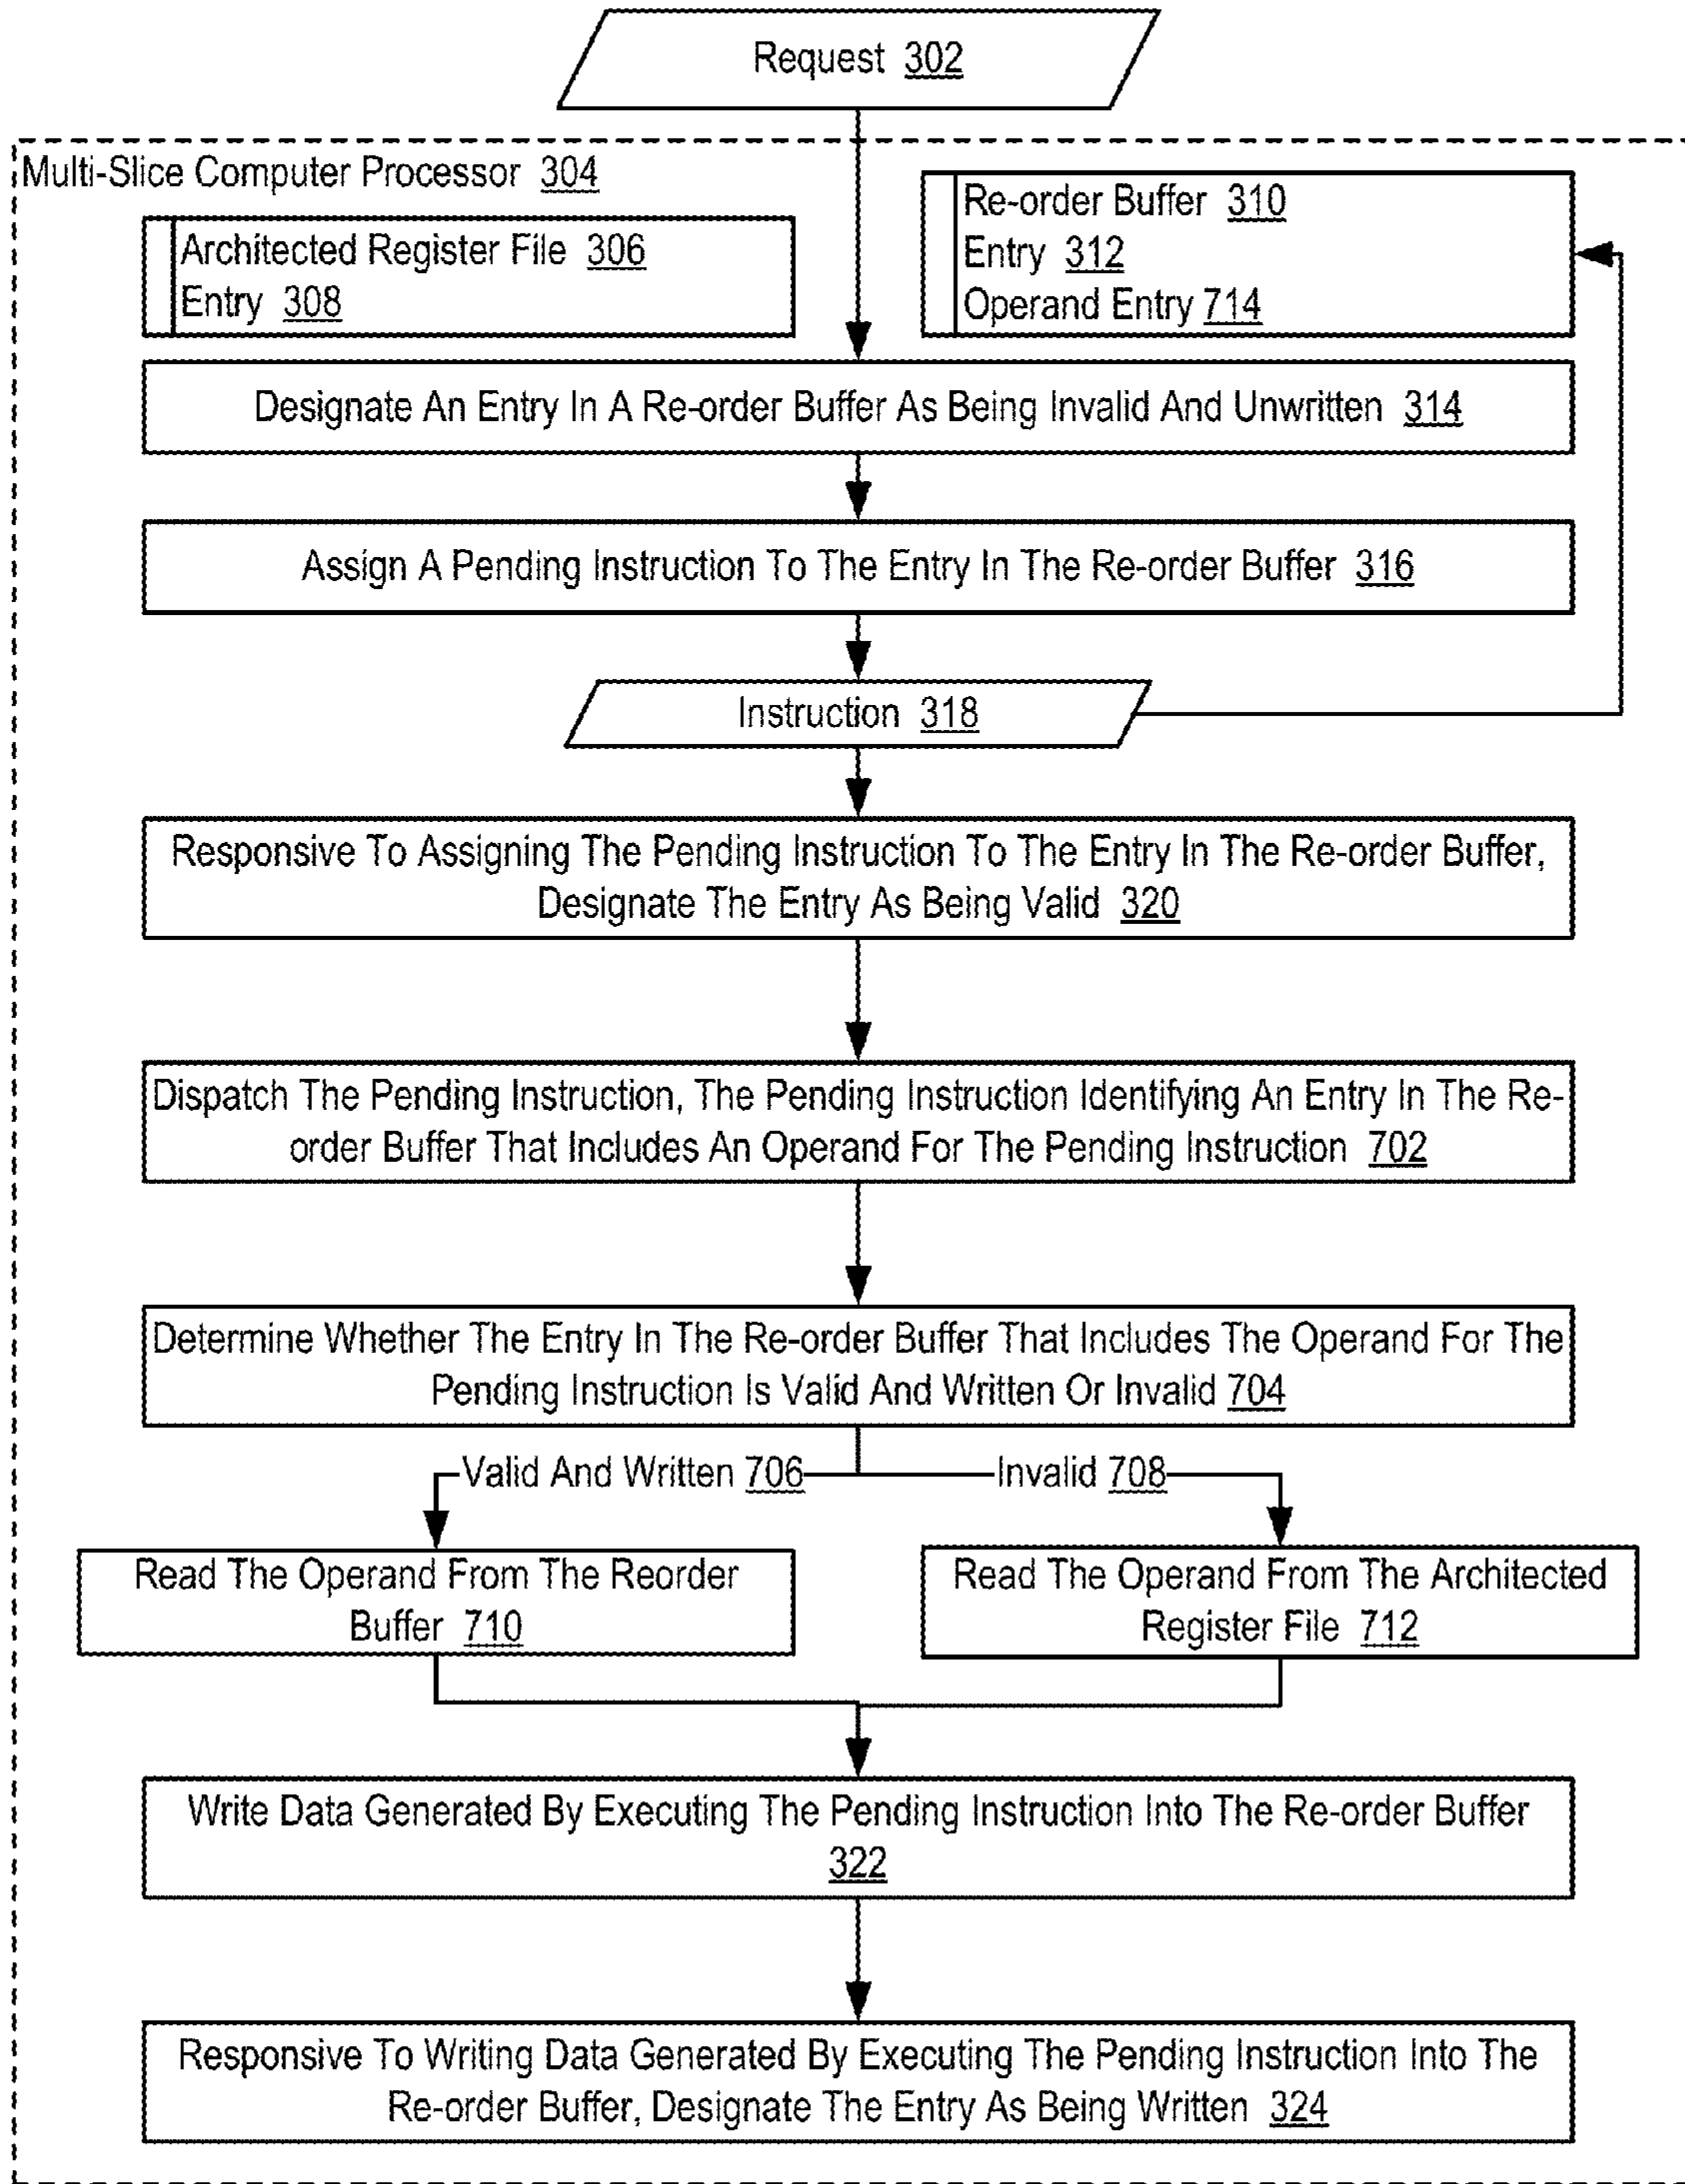 Request 302
Multi-Slice Computer Processor 304
Architected Register File 306
Entry 308
Re-order Buffer 310
Entry 312
Operand Entry 714
Designate An Entry In A Re-order Buffer As Being Invalid And Unwritten 314
Assign A Pending Instruction To The Entry In The Re-order Buffer 316
Instruction 318
Responsive To Assigning The Pending Instruction To The Entry In The Re-order Buffer,
Designate The Entry As Being Valid 320
Dispatch The Pending Instruction, The Pending Instruction Identifying An Entry In The Re-
order Buffer That Includes An Operand For The Pending Instruction 702
Determine Whether The Entry In The Re-order Buffer That Includes The Operand For The
Pending Instruction Is Valid And Written Or Invalid 704
Valid And Written 706
Invalid 708
Read The Operand From The Reorder
Buffer 710
Read The Operand From The Architected
Register File 712
Write Data Generated By Executing The Pending Instruction Into The Re-order Buffer
322
Responsive To Writing Data Generated By Executing The Pending Instruction Into The
Re-order Buffer, Designate The Entry As Being Written 324